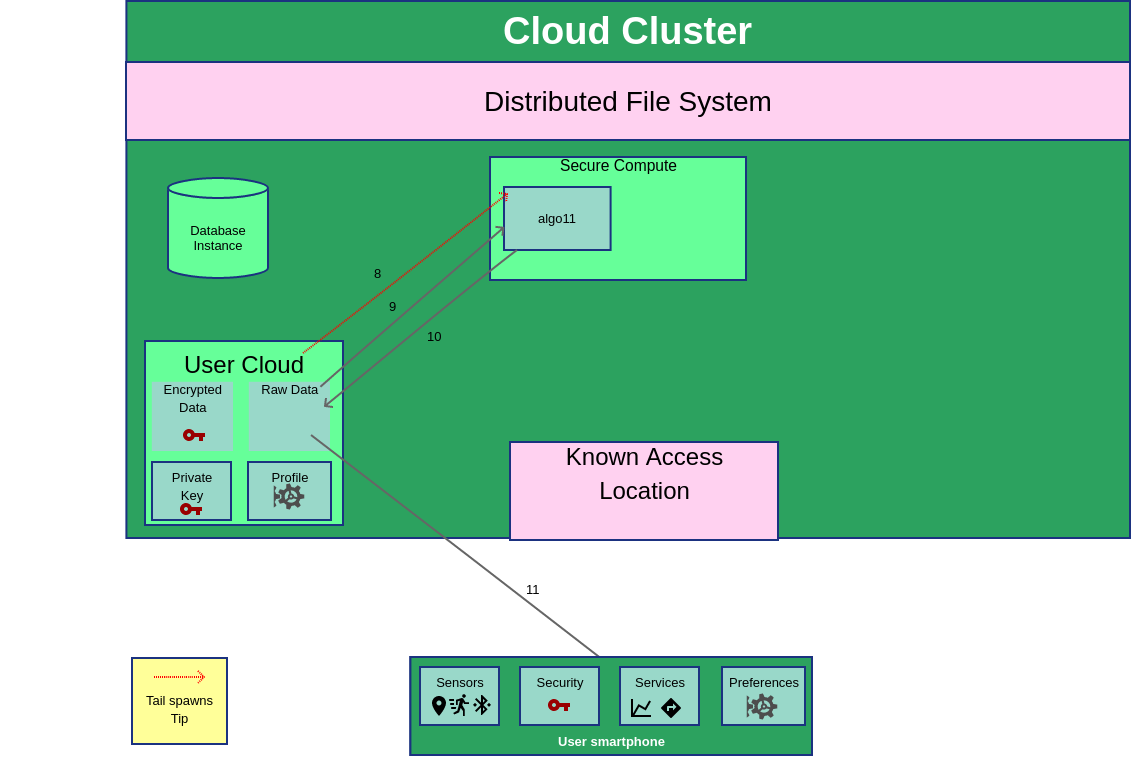 Cloud Cluster
Distributed File System
Secure Compute
algo11
Database
Instance
8
9
10
User Cloud
Encrypted
Data
Raw Data
Private
Key
Profile
Known Access
Location
11
Tail spawns
Tip
Sensors
Security
Services
Preferences
User smartphone